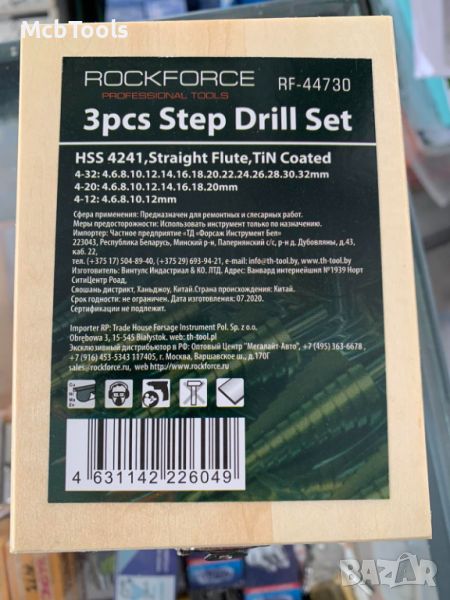 McbTools
ROCKFORCE
PROFESSIONAL TOOLS
RF-44730
3pcs Step Drill Set
HSS 4241,Straight Flute,TiN Coated
4-32: 4.6.8.10.12.14.16.18.20.22.24.26.28.30.32mm
4-20: 4.6.8.10.12.14.16.18.20mm
4-12: 4.6.8.10.12mm
Сфера применения: Предназначен для ремонтных и слесарных работ.
Меры предосторожности: Использовать инструмент только по назначению.
Импортер: Частное предприятие «ТД «Форсаж Инструмент Бел»
223043, Республика Беларусь, Минский р-н, Папернянский с/с, р-н д. Дубовляны, д.43,
каб. 22,
тел. (+375 17) 504-89-40, (+375 29) 693-94-21, e-mail: info@th-tool.by www.th-tool.by
Изготовитель: Винтулс Индастриал & КО. ЛТД. Адрес: Ванвард интернейшнл №1939 Норт
СитиЦентр Роад,
Сяошань дистрикт, Ханьджоу, Китай.Страна происхождения: Китай.
Срок годности: не ограничен. Дата изготовления: 07.2020.
Сертификации не подлежит.
Importer RP: Trade House Forsage Instrument Pol. Sp. z o.o.
Obrębowa 3, 15-545 Białystok. web: th-tool.pl
Эксклюзивный дистрибьютор в РФ: Оптовый Центр "Мегалайт-Авто", +7 (495) 363-6678 ,
+7 (916) 453-5343 117405, г. Москва, Варшавское ш., д.170Г
sales@rockforce.ru, web http://www.rockforce.ru
4 631142 226049
BAZAR